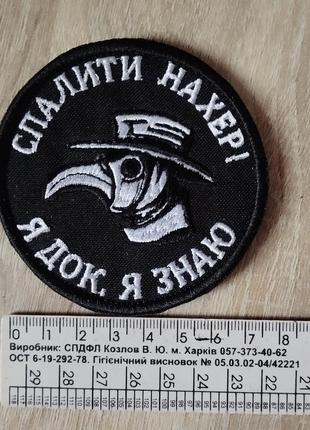 СПАЛИТИ НАХЕР!
Я ДОК, Я ЗНАЮ
0 1 2 3 4 5 6 7 8
Виробник: СПДФЛ Козлов В. Ю. м. Харків 057-373-40-62
ОСТ 6-19-292-78. Гігієнічний висновок № 05.03.02-04/42221
29 28 27 26 25 24 23 22 21